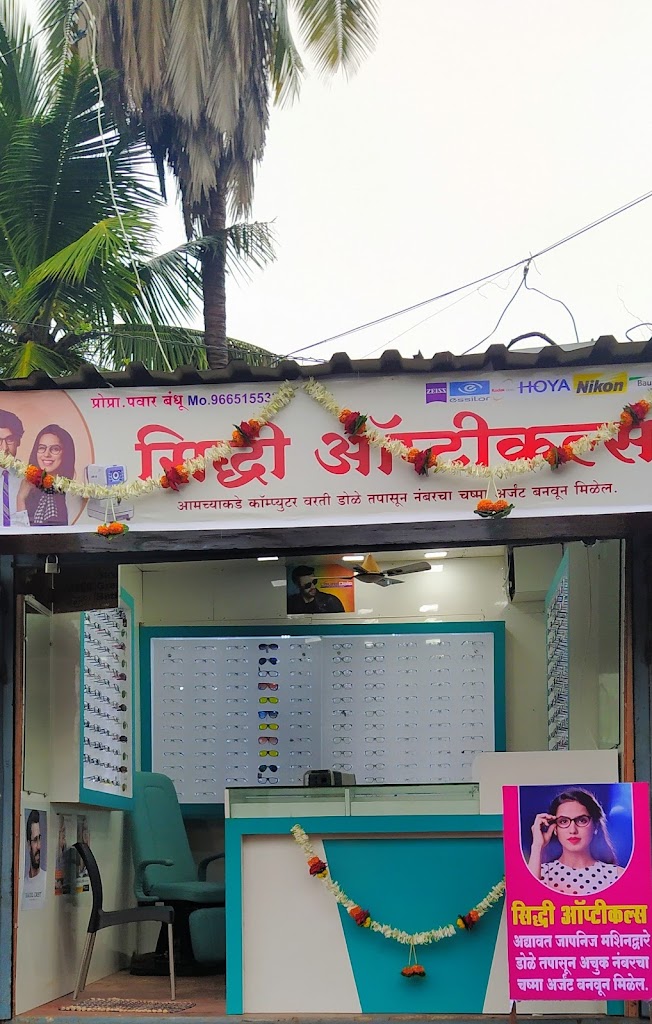 प्रोप्रा.पवार बंधू Mo.96651553
ZEISS essilor HOYA Nikon
सिद्धी ऑप्टीकल्स
आमच्याकडे कॉम्प्युटर वरती डोळे तपासून नंबरचा चष्मा अर्जंट बनवून मिळेल.
सिद्धी ऑप्टीकल्स
अद्यावत जापनिज मशिनद्वारे
डोळे तपासून अचुक नंबरचा
चष्मा अर्जंट बनवून मिळेल.